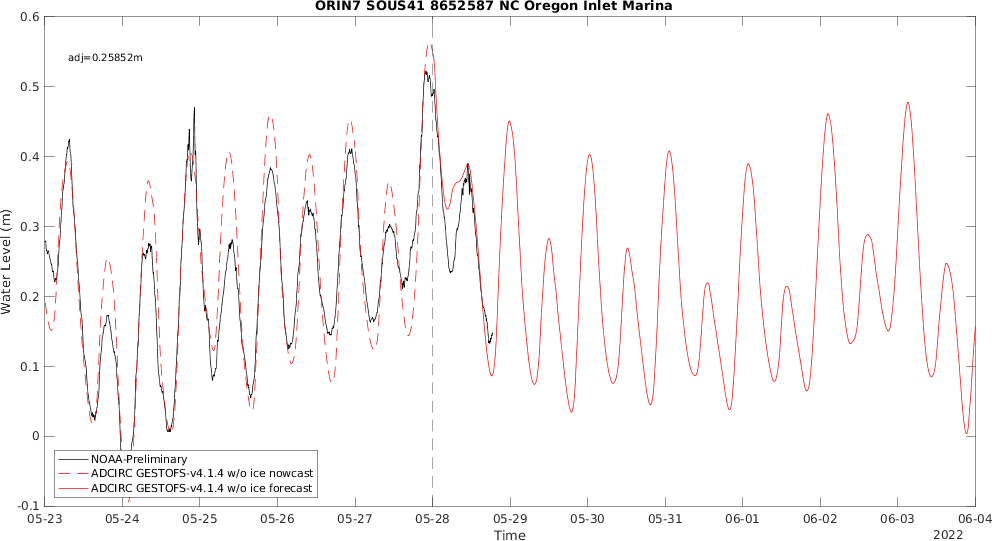 ORIN7 SOUS41 8652587 NC Oregon Inlet Marina
adj=0.25852m
Water Level (m)
0.6
0.5
0.4
0.3
0.2
0.1
0
-0.1
NOAA-Preliminary
ADCIRC GESTOFS-v4.1.4 w/o ice nowcast
ADCIRC GESTOFS-v4.1.4 w/o ice forecast
05-23 05-24 05-25 05-26 05-27 05-28 05-29 05-30 05-31 06-01 06-02 06-03 06-04
Time
2022